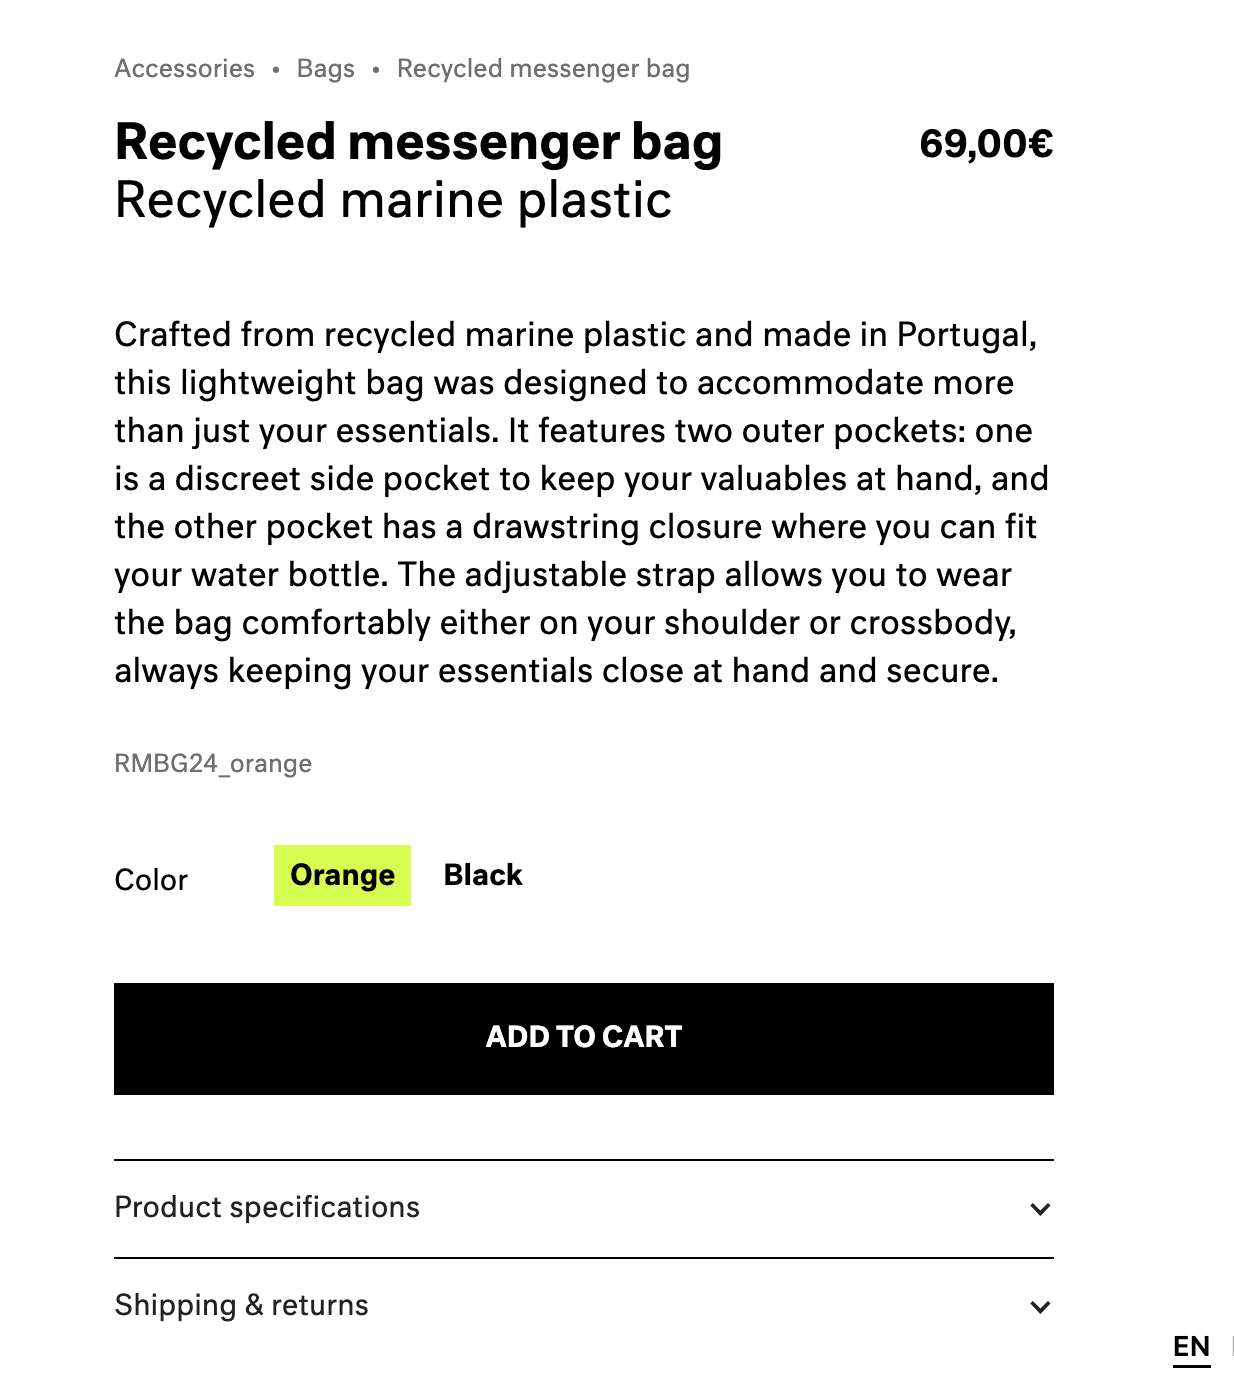 Accessories • Bags • Recycled messenger bag
Recycled messenger bag 69,00€
Recycled marine plastic
Crafted from recycled marine plastic and made in Portugal,
this lightweight bag was designed to accommodate more
than just your essentials. It features two outer pockets: one
is a discreet side pocket to keep your valuables at hand, and
the other pocket has a drawstring closure where you can fit
your water bottle. The adjustable strap allows you to wear
the bag comfortably either on your shoulder or crossbody,
always keeping your essentials close at hand and secure.
RMBG24_orange
Color Orange Black
ADD TO CART
Product specifications
Shipping & returns
EN